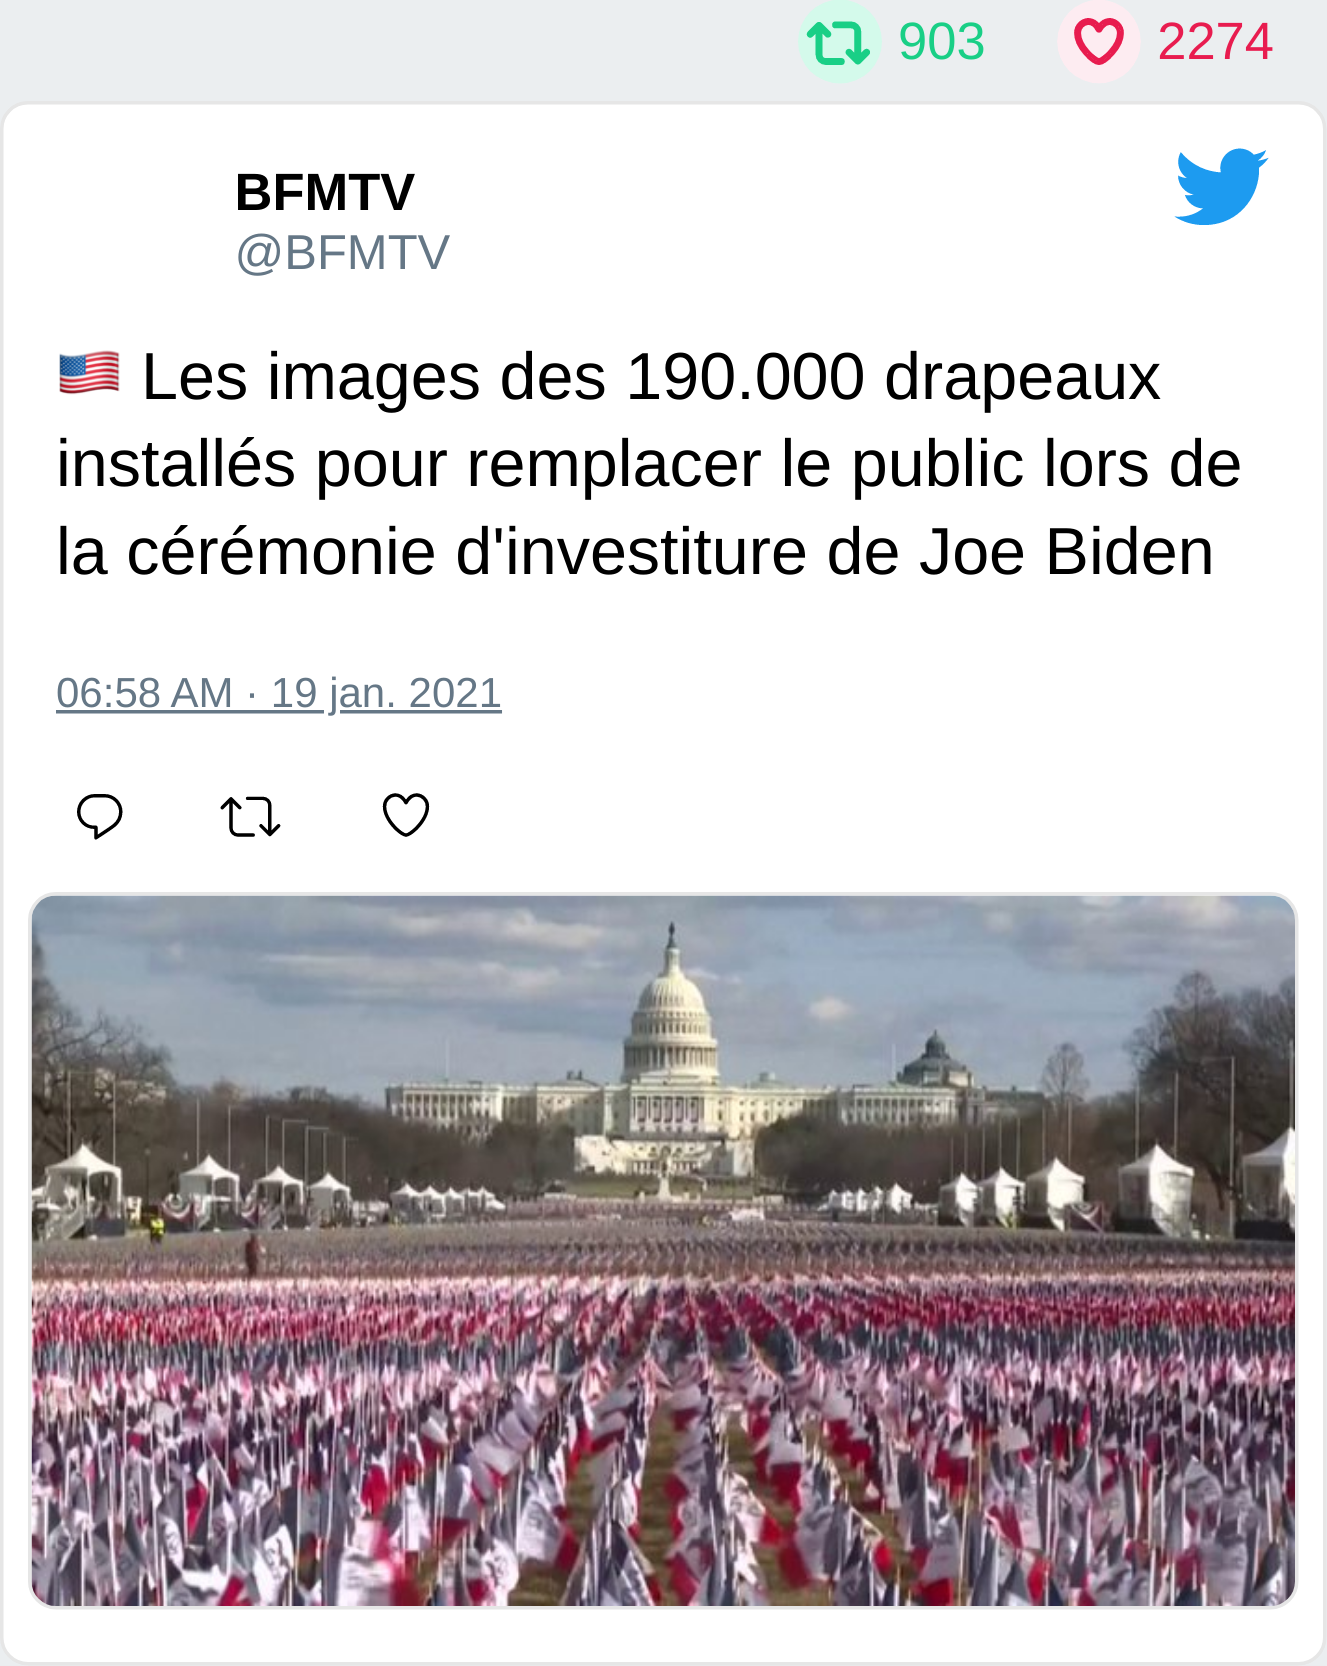 903 2274
BFMTV
@BFMTV
🇺🇸 Les images des 190.000 drapeaux
installés pour remplacer le public lors de
la cérémonie d'investiture de Joe Biden
06:58 AM · 19 jan. 2021